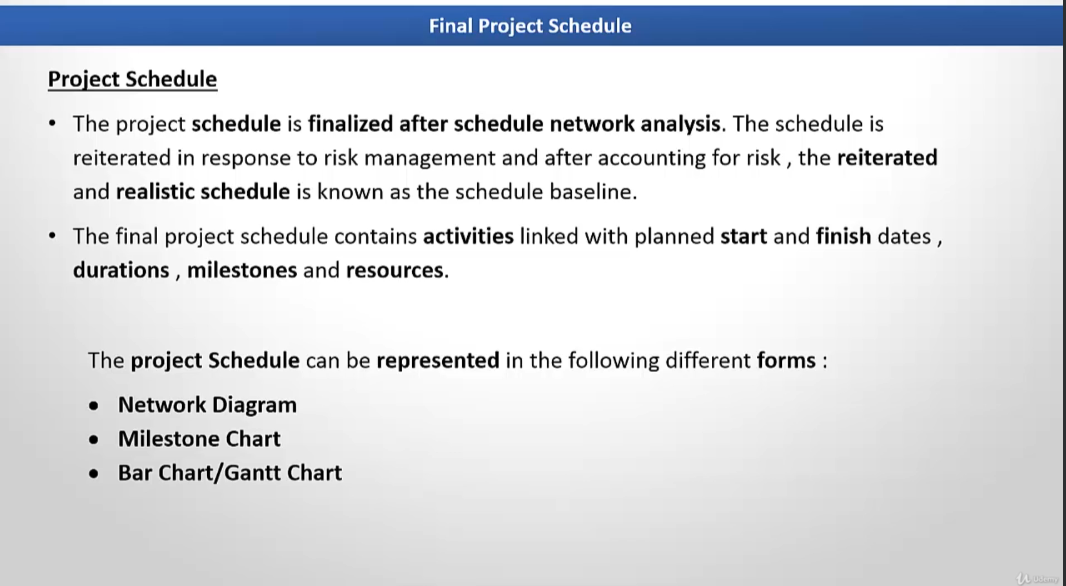 Final Project Schedule
Project Schedule
• The project schedule is finalized after schedule network analysis. The schedule is
reiterated in response to risk management and after accounting for risk , the reiterated
and realistic schedule is known as the schedule baseline.
• The final project schedule contains activities linked with planned start and finish dates ,
durations , milestones and resources.
The project Schedule can be represented in the following different forms :
• Network Diagram
• Milestone Chart
• Bar Chart/Gantt Chart
Udemy